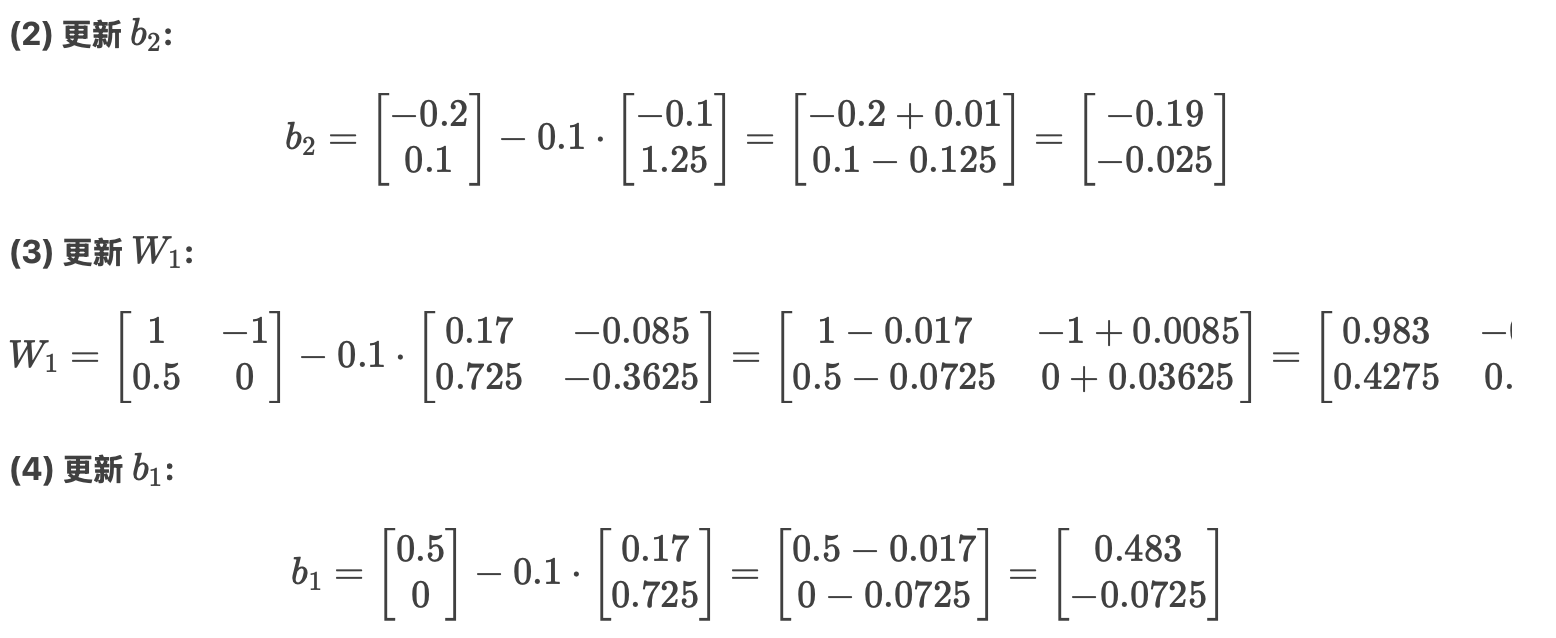 (2) 更新 b₂:
b₂ = [−0.2; 0.1] − 0.1 · [−0.1; 1.25] = [−0.2 + 0.01; 0.1 − 0.125] = [−0.19; −0.025]
(3) 更新 W₁:
W₁ = [1 −1; 0.5 0] − 0.1 · [0.17 −0.085; 0.725 −0.3625] = [1 − 0.017 −1 + 0.0085; 0.5 − 0.0725 0 + 0.03625] = [0.983 −; 0.4275 0.
(4) 更新 b₁:
b₁ = [0.5; 0] − 0.1 · [0.17; 0.725] = [0.5 − 0.017; 0 − 0.0725] = [0.483; −0.0725]